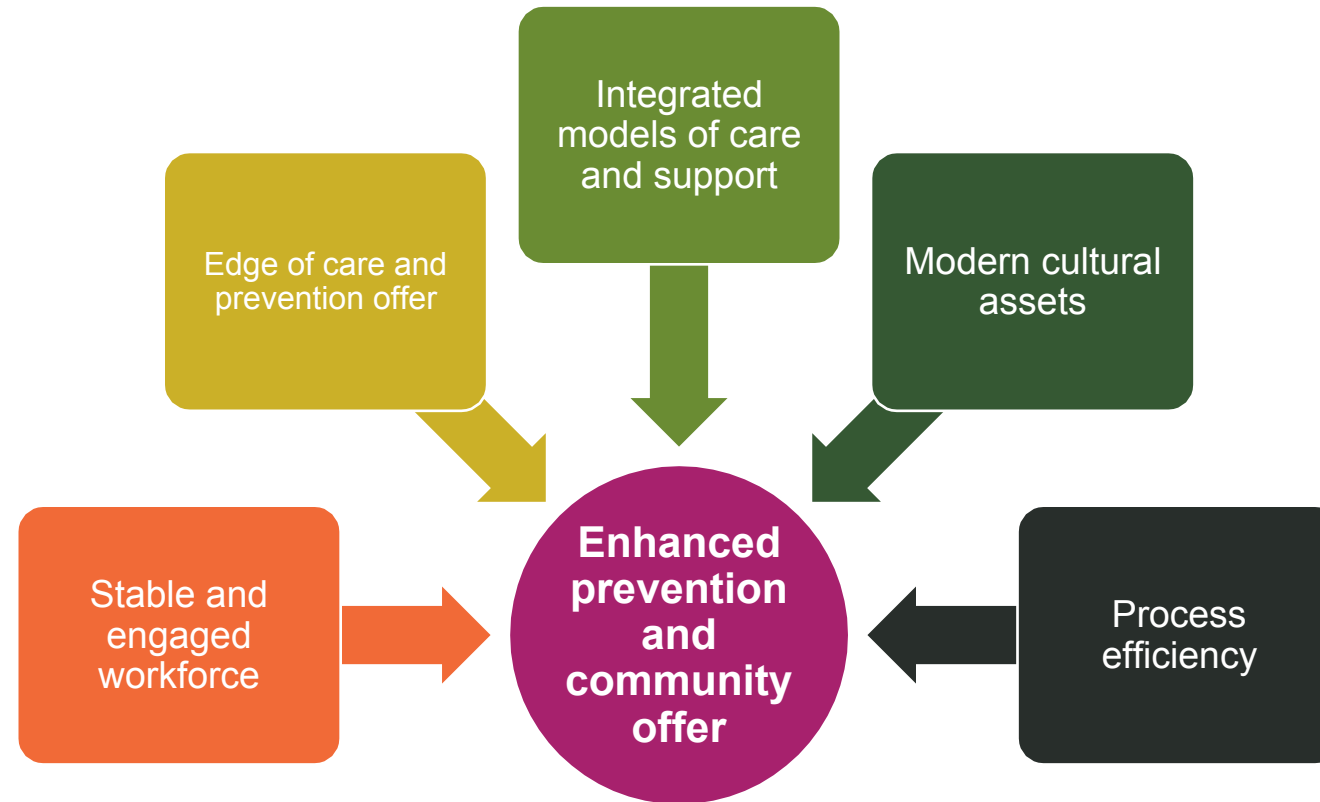 Integrated
models of care
and support
Edge of care and
prevention offer
Modern cultural
assets
Stable and
engaged
workforce
Enhanced
prevention
and
community
offer
Process
efficiency